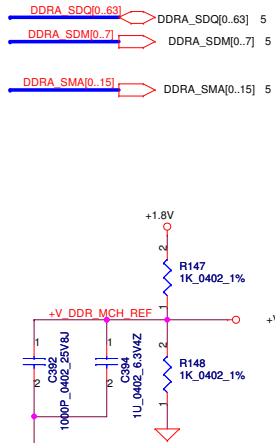 DDRA_SDQ[0..63] DDRA_SDQ[0..63] 5
DDRA_SDM[0..7] DDRA_SDM[0..7] 5
DDRA_SMA[0..15] DDRA_SMA[0..15] 5
+1.8V
2
R147
1K_0402_1%
1
+V_DDR_MCH_REF
+V
1
2
C392
1000P_0402_25V8J
1
2
C394
1U_0402_6.3V4Z
2
R148
1K_0402_1%
1